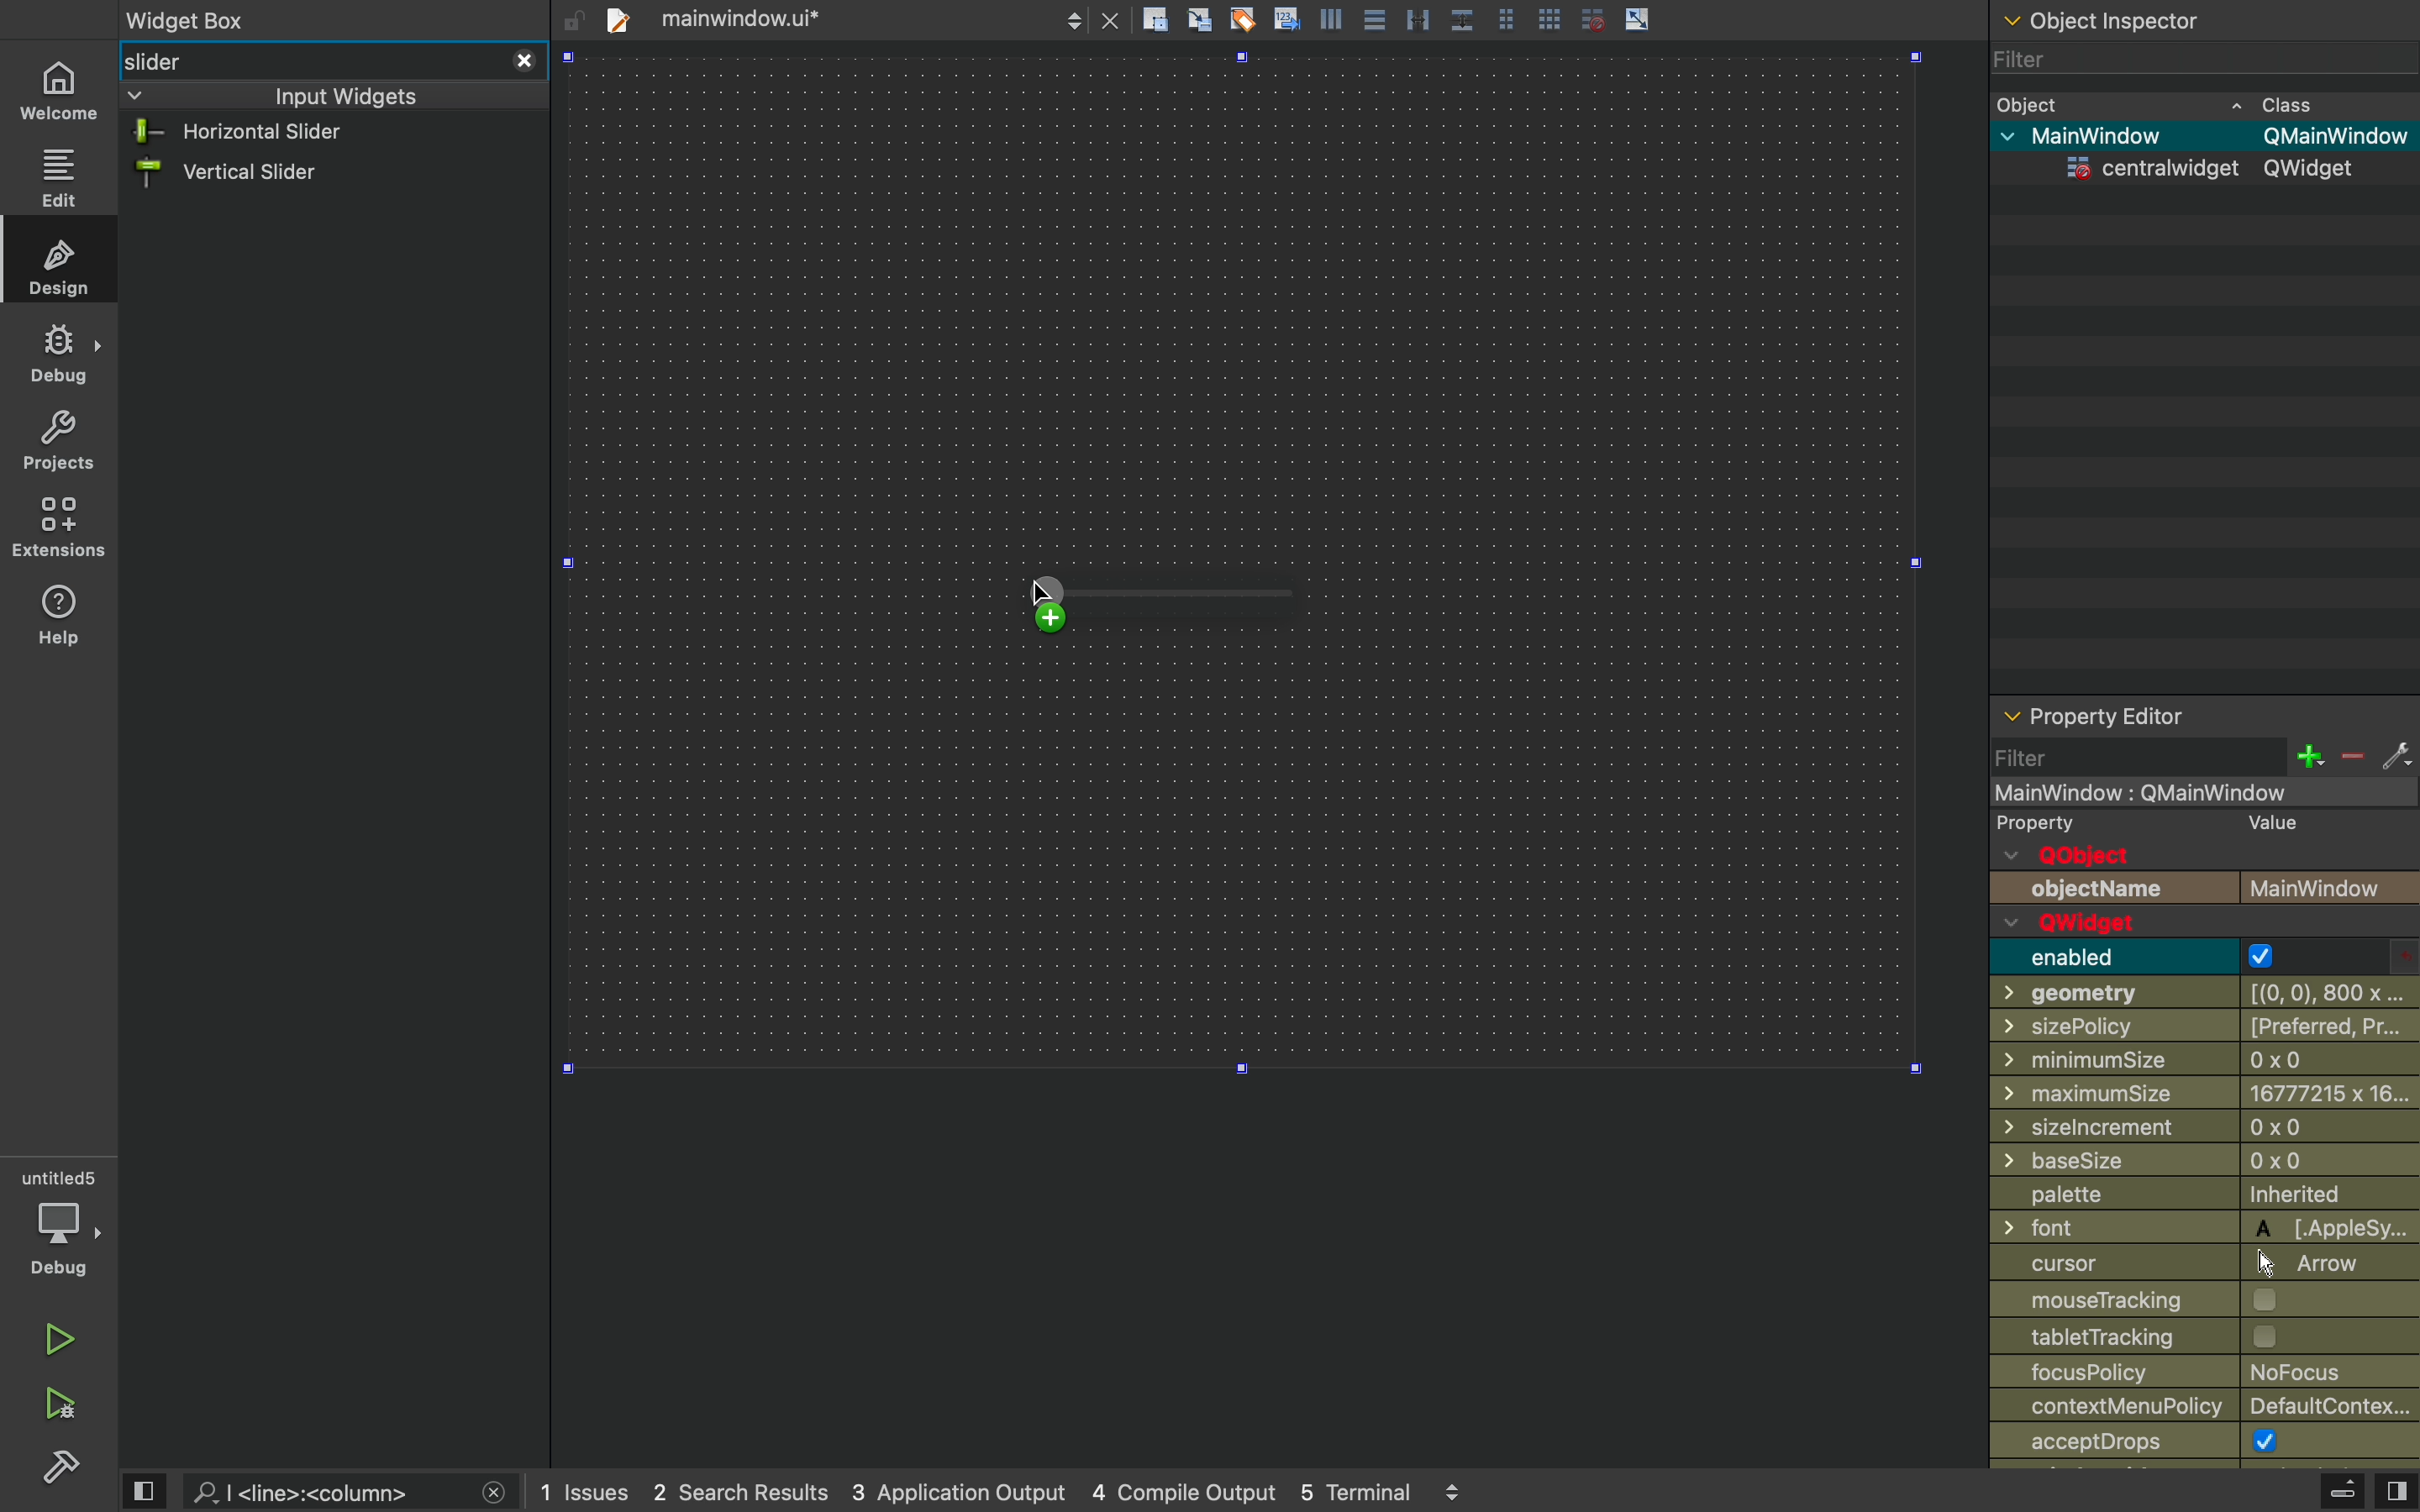 Widget Box
slider
Input Widgets
Horizontal Slider
Vertical Slider
Welcome
Edit
Design
Debug
Projects
Extensions
Help
untitled5
Debug
mainwindow.ui*
Object Inspector
Filter
Object Class
MainWindow QMainWindow
centralwidget QWidget
Property Editor
Filter
MainWindow : QMainWindow
Property Value
QObject
objectName MainWindow
QWidget
enabled
geometry [(0, 0), 800 x ...
sizePolicy [Preferred, Pr...
minimumSize 0 x 0
maximumSize 16777215 x 16...
sizeIncrement 0 x 0
baseSize 0 x 0
palette Inherited
font A [.AppleSy...
cursor Arrow
mouseTracking
tabletTracking
focusPolicy NoFocus
contextMenuPolicy DefaultContex...
acceptDrops
l <line>:<column>
1 Issues 2 Search Results 3 Application Output 4 Compile Output 5 Terminal